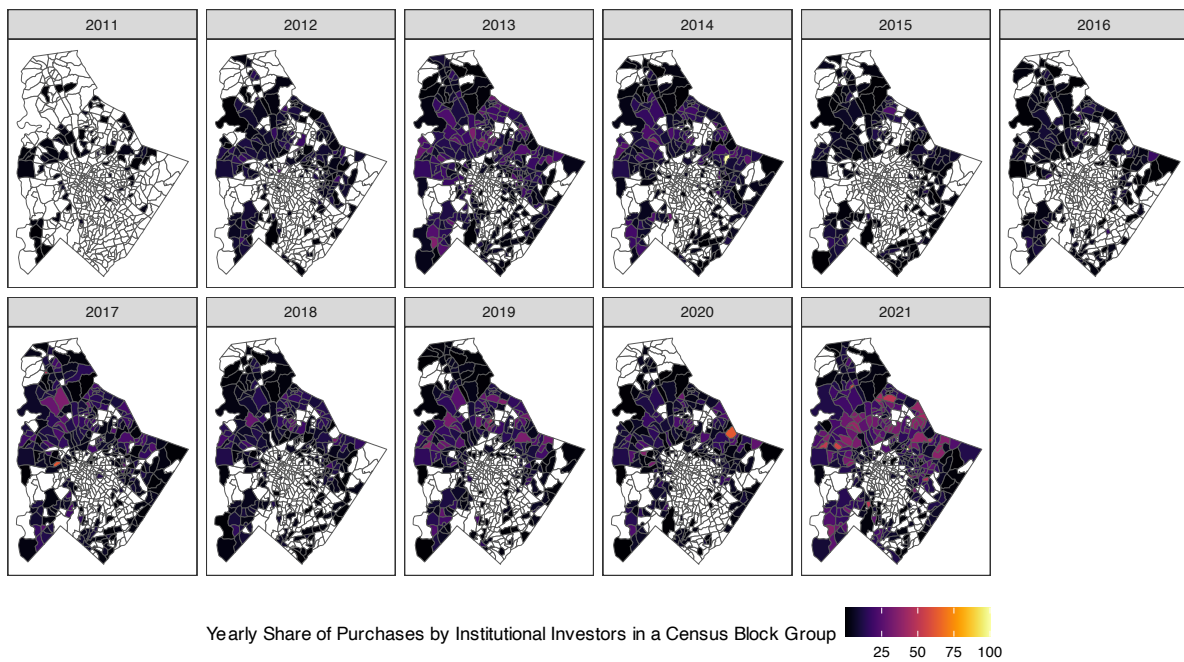 2011 2012 2013 2014 2015 2016
2017 2018 2019 2020 2021
Yearly Share of Purchases by Institutional Investors in a Census Block Group
25 50 75 100